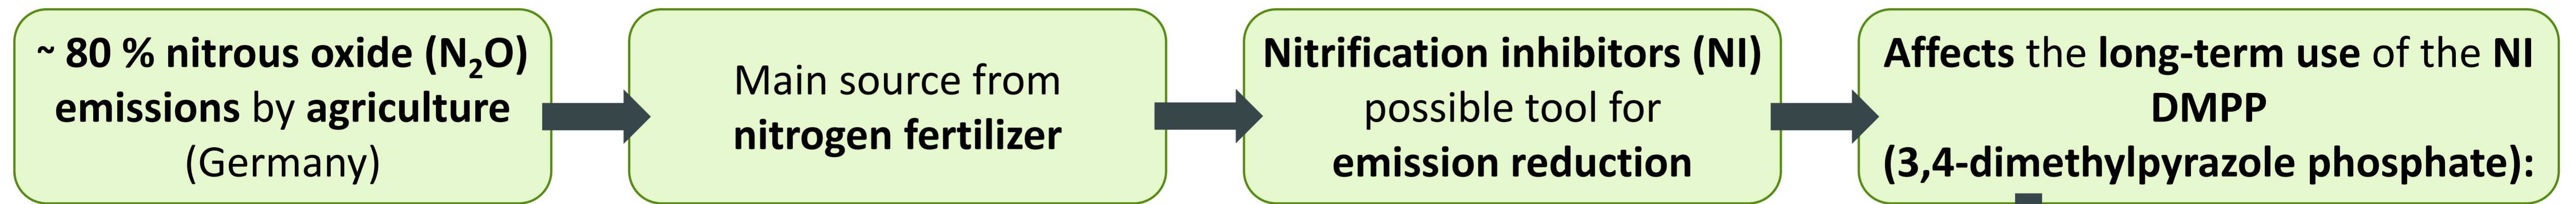 ~ 80 % nitrous oxide (N₂O)
emissions by agriculture
(Germany)
Main source from
nitrogen fertilizer
Nitrification inhibitors (NI)
possible tool for
emission reduction
Affects the long-term use of the NI
DMPP
(3,4-dimethylpyrazole phosphate):